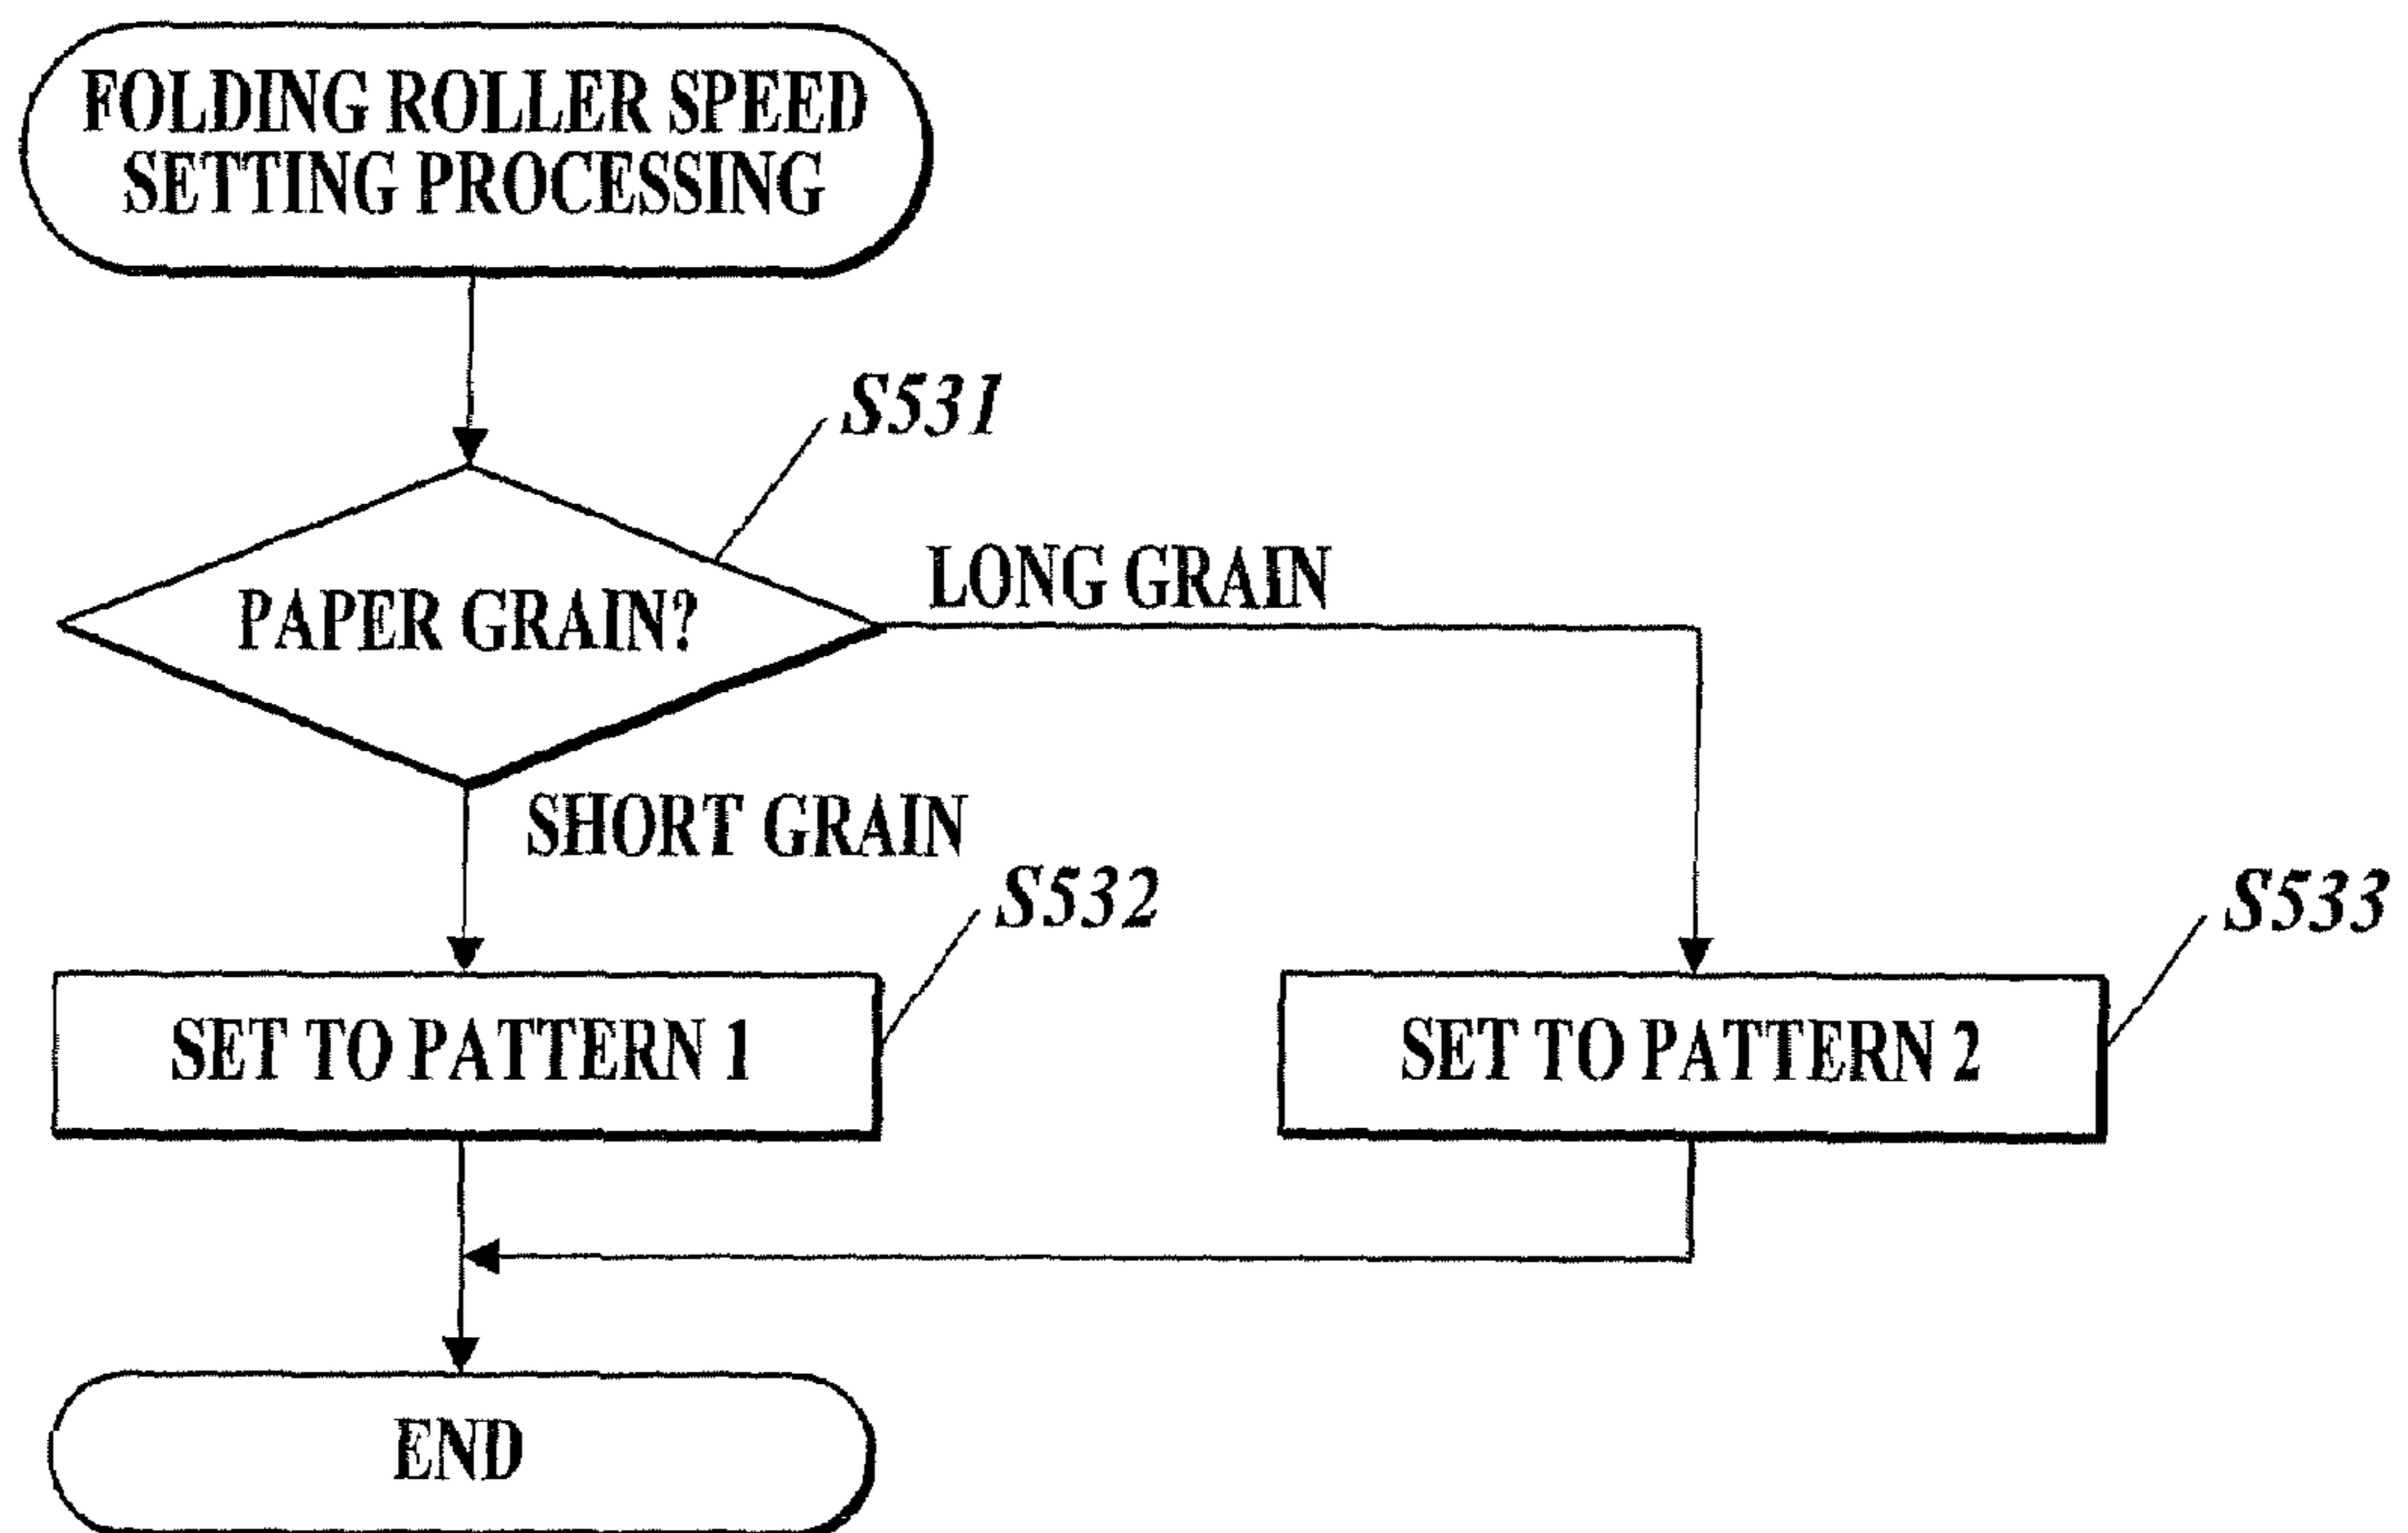 FOLDING ROLLER SPEED
SETTING PROCESSING
S531
PAPER GRAIN?
LONG GRAIN
SHORT GRAIN
S532
S533
SET TO PATTERN 1
SET TO PATTERN 2
END